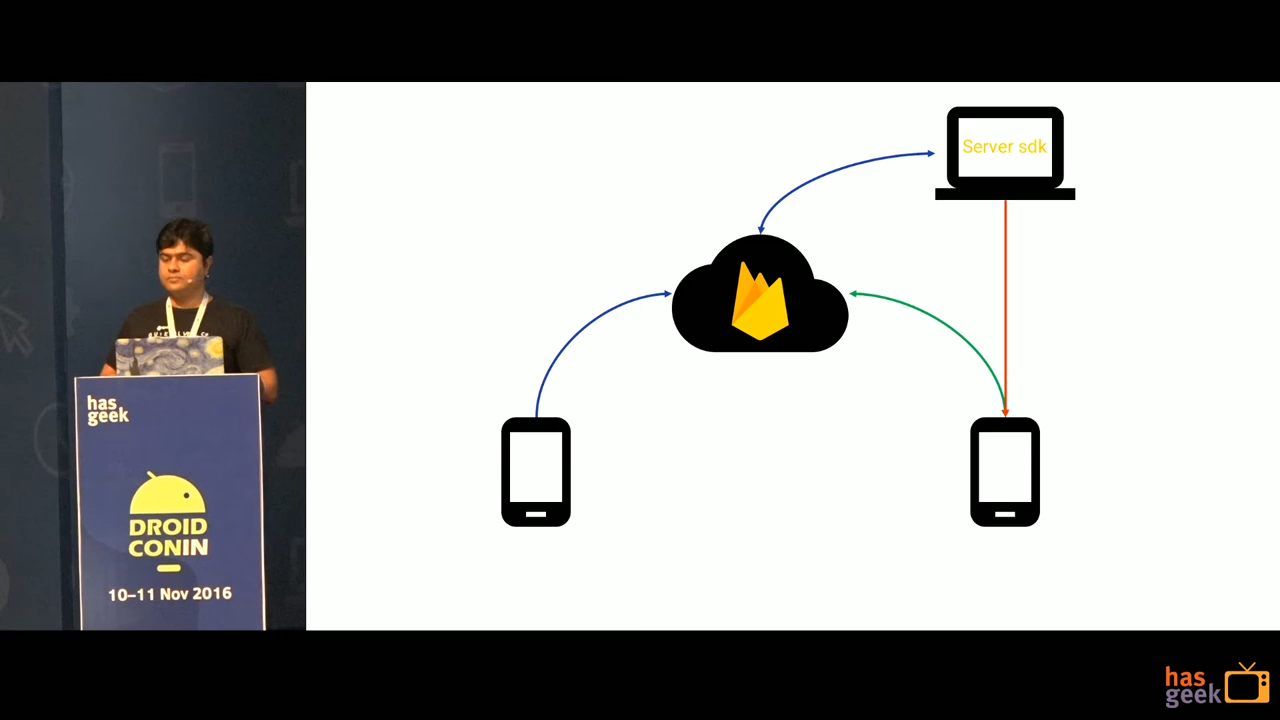 Server sdk
has
geek
DROID
CONIN
10–11 Nov 2016
has
geek